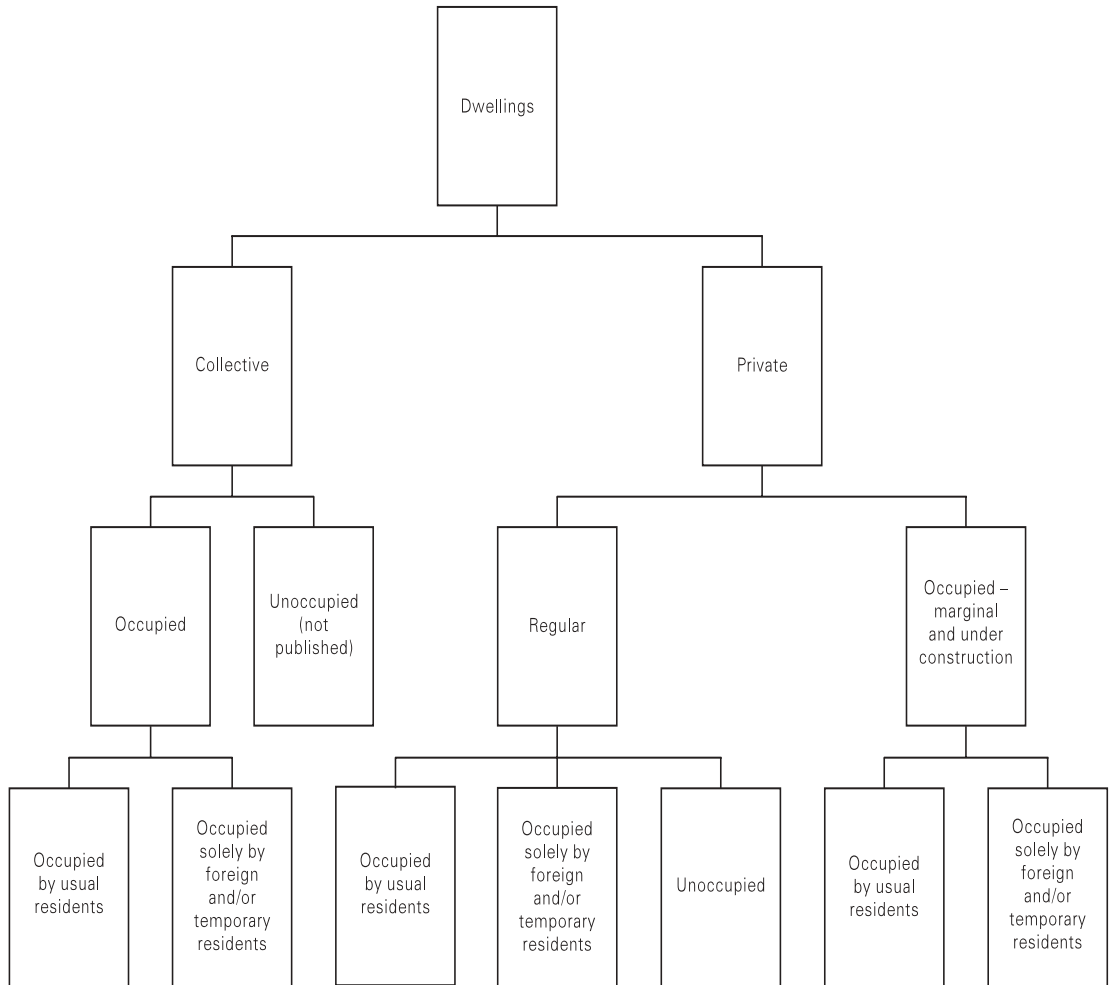 Dwellings
Collective
Private
Occupied
Unoccupied
(not
published)
Regular
Occupied –
marginal
and under
construction
Occupied
by usual
residents
Occupied
solely by
foreign
and/or
temporary
residents
Occupied
by usual
residents
Occupied
solely by
foreign
and/or
temporary
residents
Unoccupied
Occupied
by usual
residents
Occupied
solely by
foreign
and/or
temporary
residents